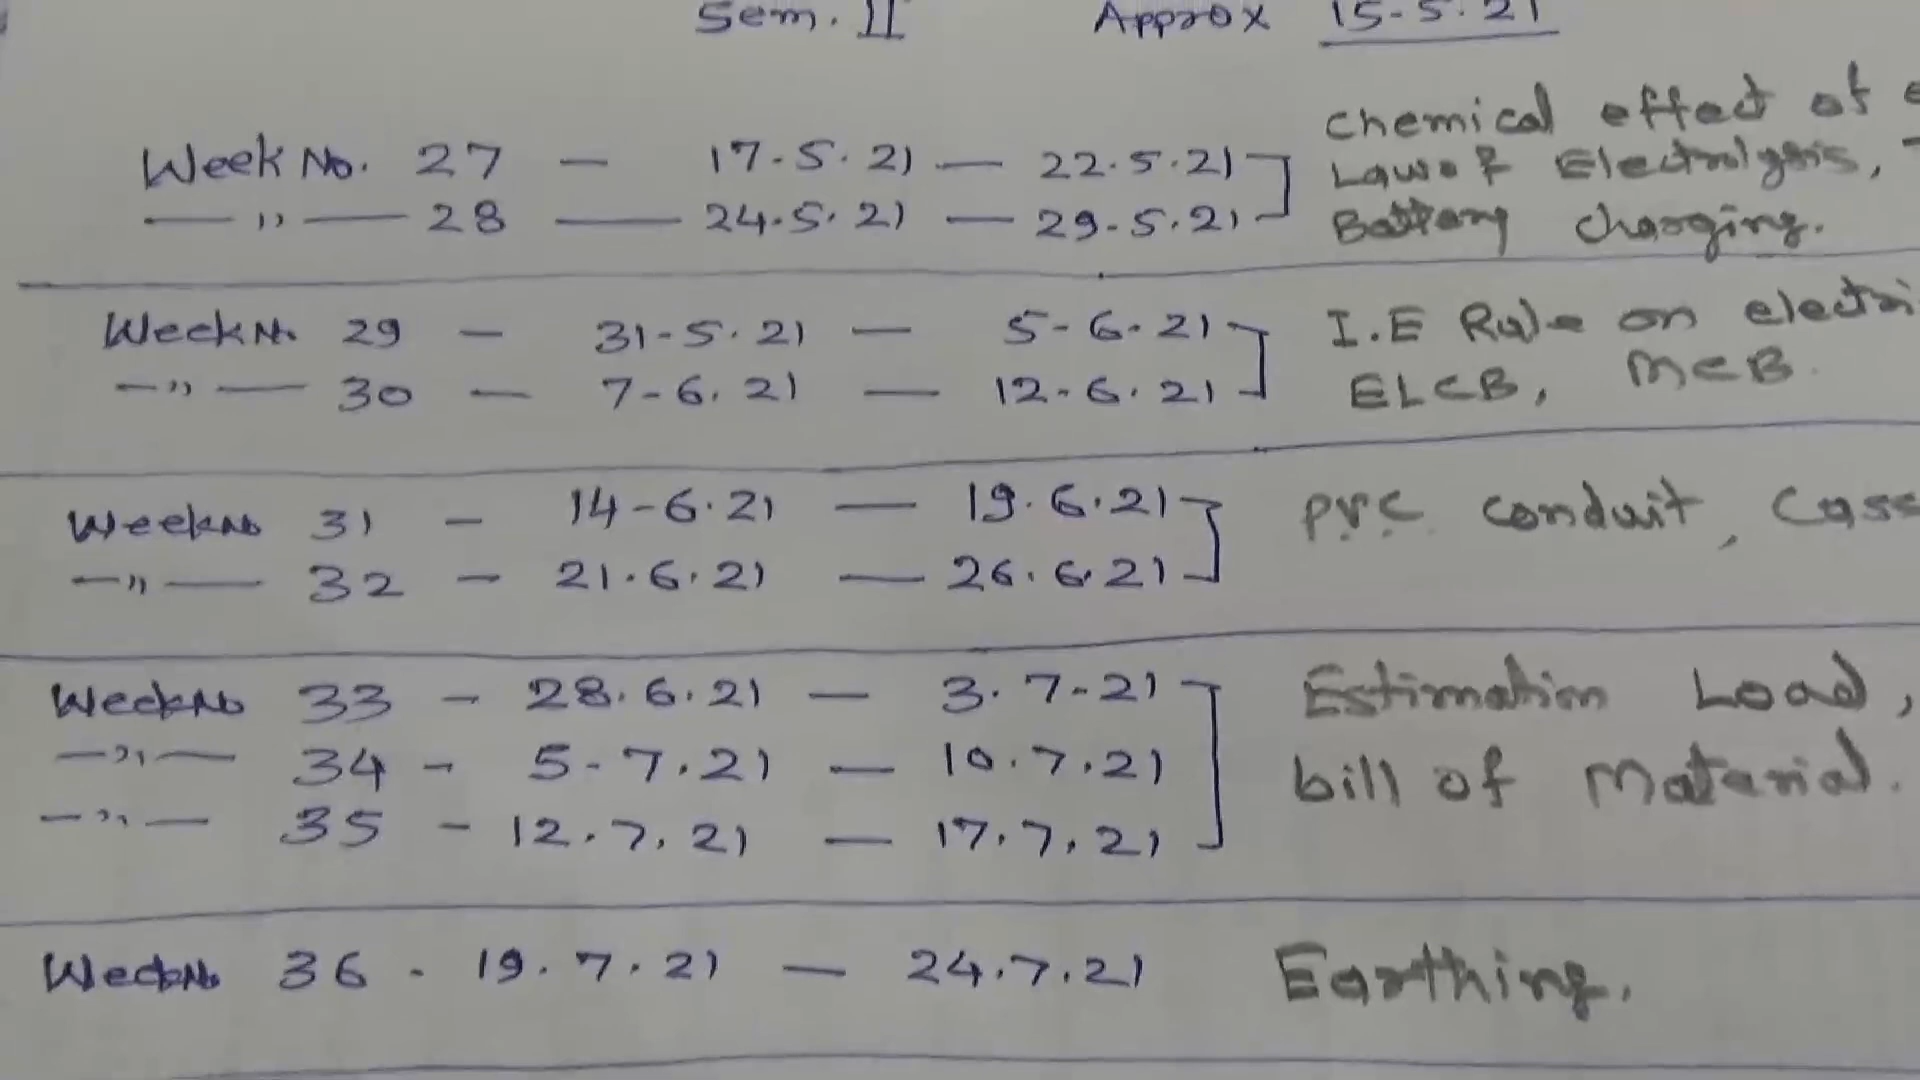 Sem. II Approx 15-5.21
Week No. 27 — 17.5.21 — 22.5.21
— " — 28 — 24.5.21 — 29-5.21
Chemical effect of
Law of Electrolysis,
Battery charging.
Week No. 29 — 31-5.21 — 5-6.21
— " — 30 — 7-6.21 — 12-6.21
I.E Rule on electri
ELCB, MCB.
Week No 31 - 14-6.21 — 19.6.21
— " — 32 - 21.6.21 — 26.6.21
P.V.C. conduit, Cas
Week No 33 - 28.6.21 — 3.7-21
— " — 34 - 5-7.21 — 10.7.21
— " — 35 - 12.7.21 — 17.7.21
Estimation Load,
bill of Material.
Week No 36 - 19.7.21 — 24.7.21 Earthing.